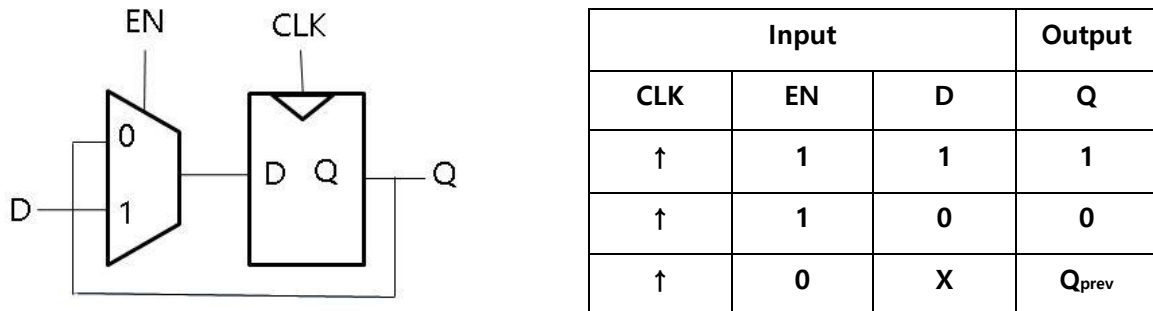 EN CLK
0
D Q Q
D 1
Input Output
CLK EN D Q
↑ 1 1 1
↑ 1 0 0
↑ 0 X Qprev